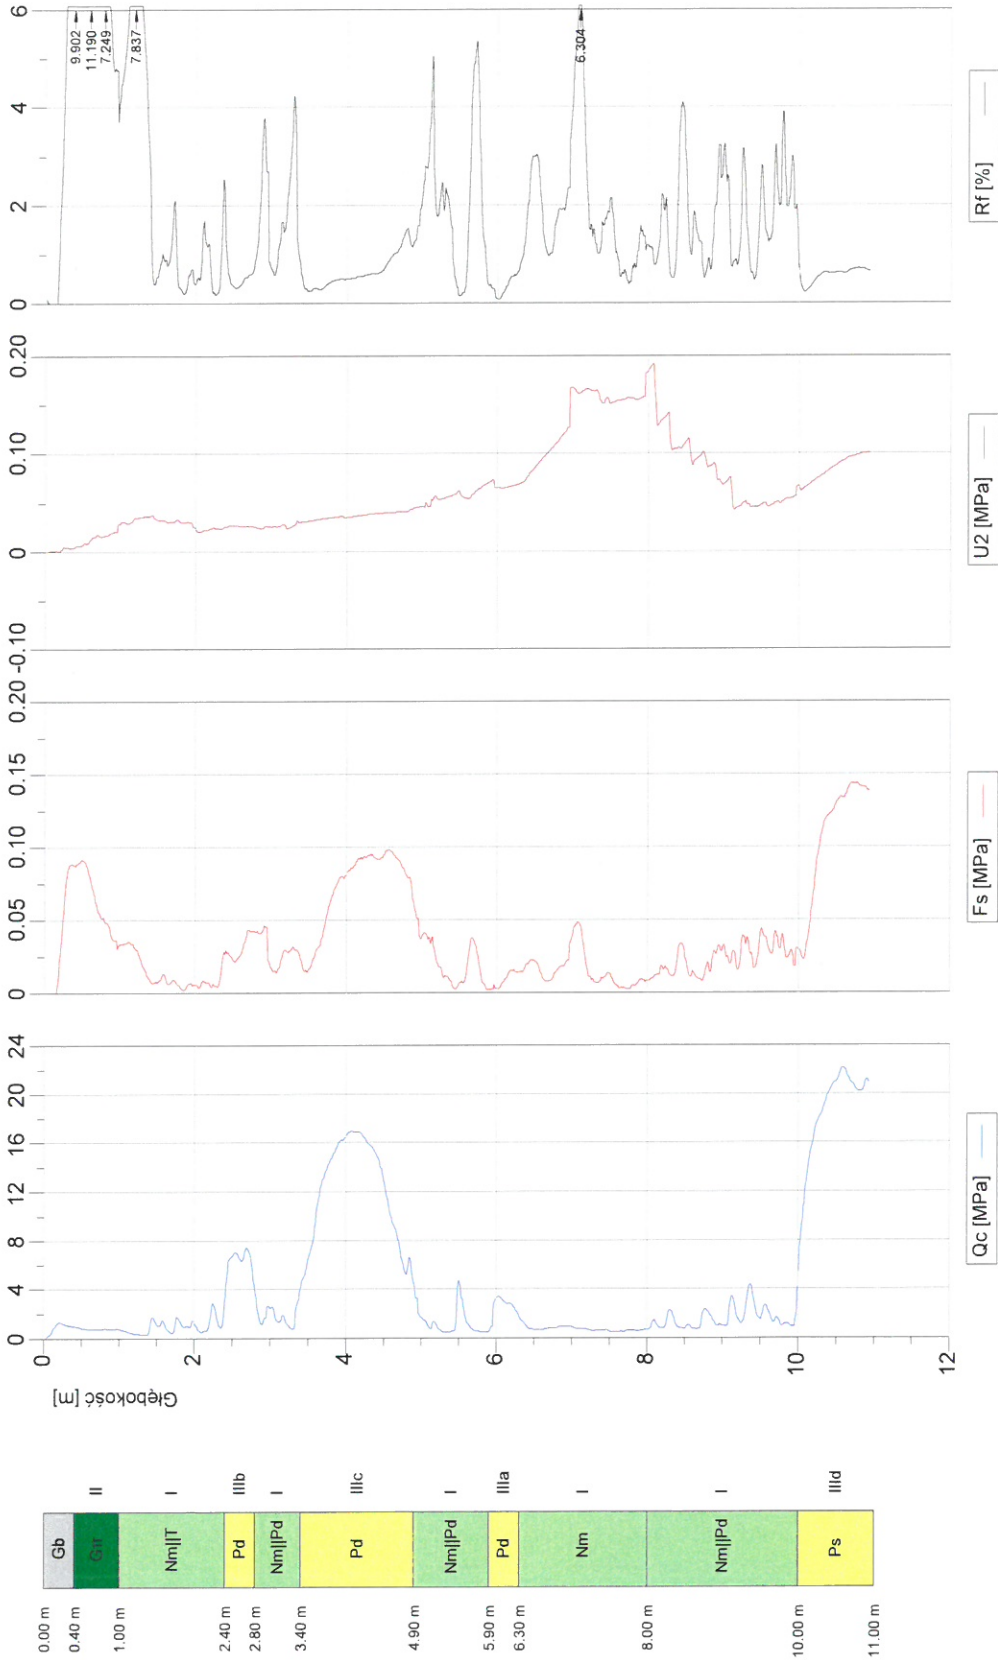 0.00 m
0.40 m
1.00 m
2.40 m
2.80 m
3.40 m
4.90 m
5.90 m
6.30 m
8.00 m
10.00 m
11.00 m
Gb
Nm||T
Pd
Nm||Pd
Pd
Nm||Pd
Pd
Nm
Nm||Pd
Ps
II
I
IIIb
I
IIIc
I
IIIa
I
I
IIId
Głębokość [m]
0
2
4
6
8
10
12
0
4
8
12
16
20
24
Qc [MPa]
0
0.05
0.10
0.15
0.20
Fs [MPa]
-0.10
0
0.10
0.20
U2 [MPa]
0
2
4
6
9.902
11.190
7.249
7.837
6.304
Rf [%]